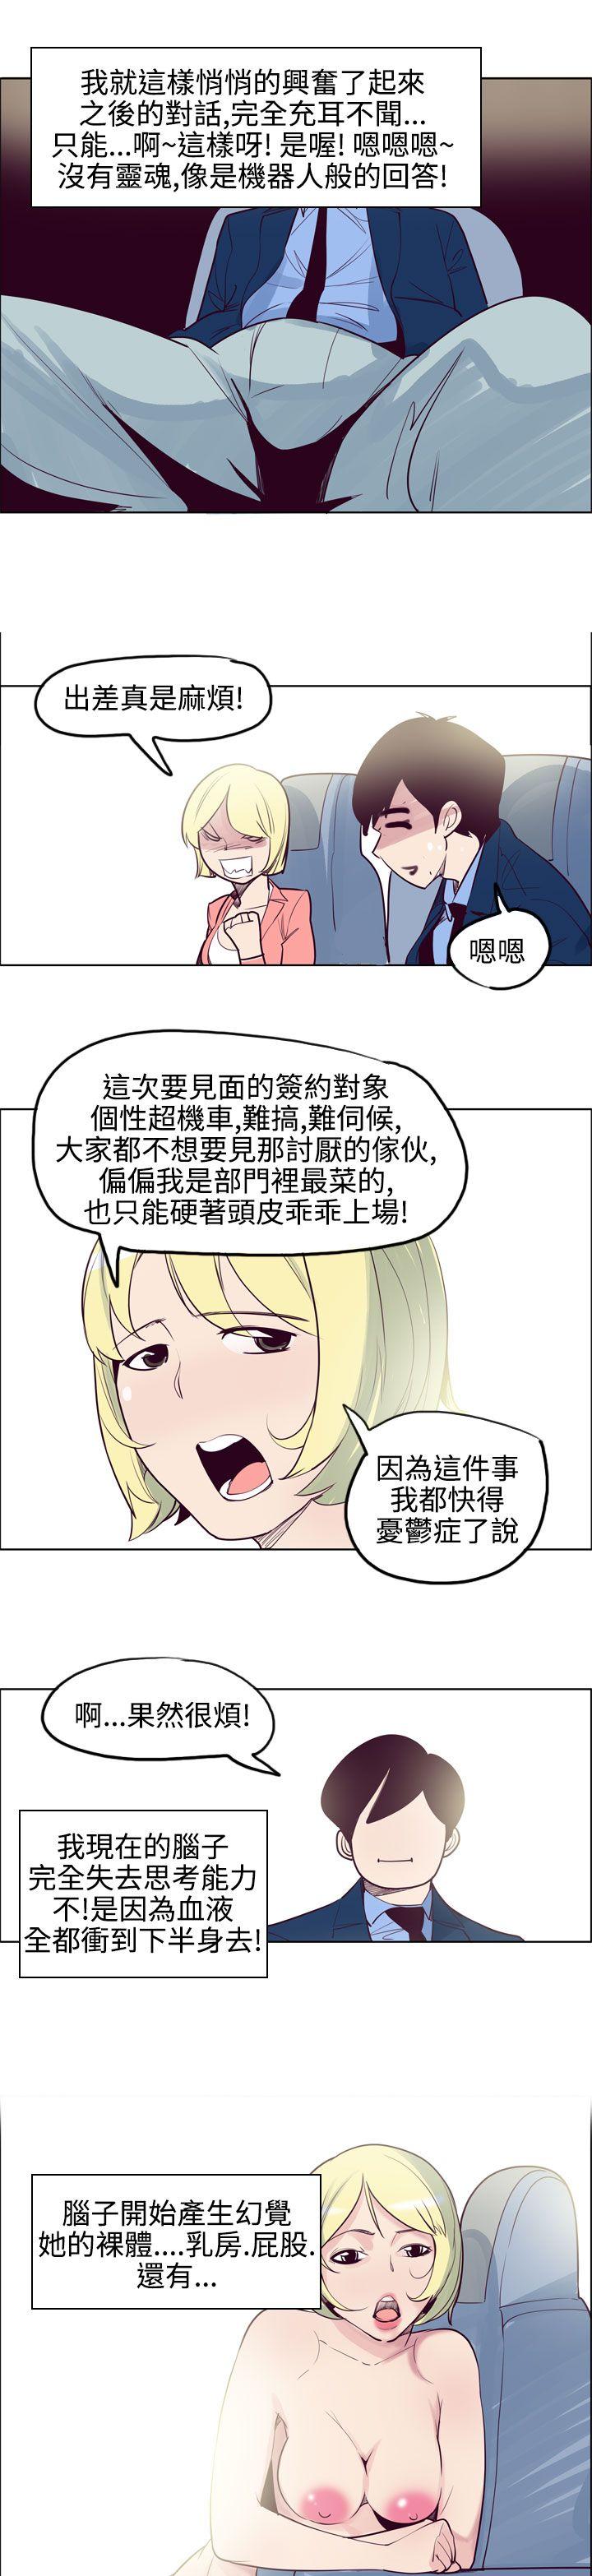 我就這樣悄悄的興奮了起來
之後的對話,完全充耳不聞...
只能...啊~這樣呀! 是喔! 嗯嗯嗯~
沒有靈魂,像是機器人般的回答!
出差真是麻煩!
嗯嗯
這次要見面的簽約對象
個性超機車,難搞,難伺候,
大家都不想要見那討厭的傢伙,
偏偏我是部門裡最菜的,
也只能硬著頭皮乖乖上場!
因為這件事
我都快得
憂鬱症了說
啊...果然很煩!
我現在的腦子
完全失去思考能力
不!是因為血液
全都衝到下半身去!
腦子開始產生幻覺
她的裸體....乳房.屁股.
還有...